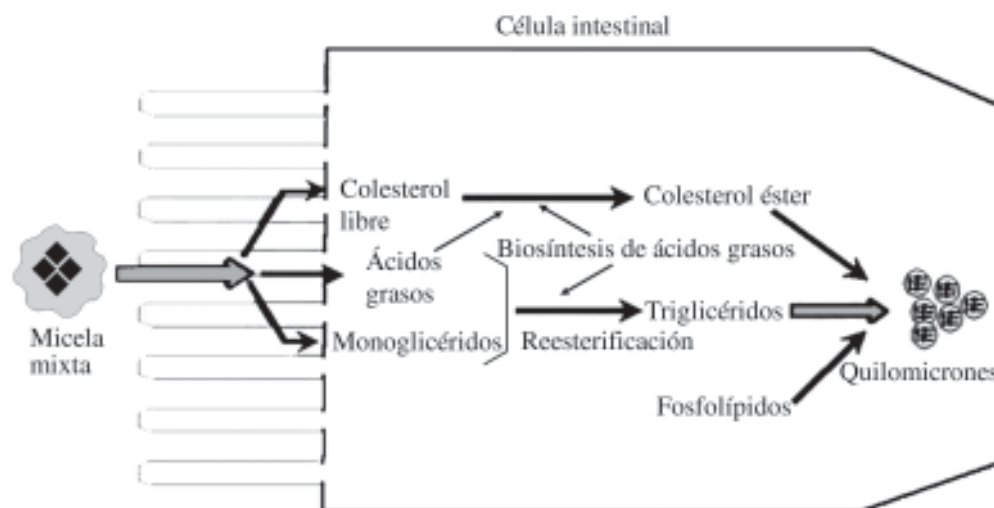 Célula intestinal
Colesterol
libre
Colesterol éster
Ácidos
grasos
Biosíntesis de ácidos grasos
Micela
mixta
Monoglicéridos
Reesterificación
Triglicéridos
Quilomicrones
Fosfolípidos